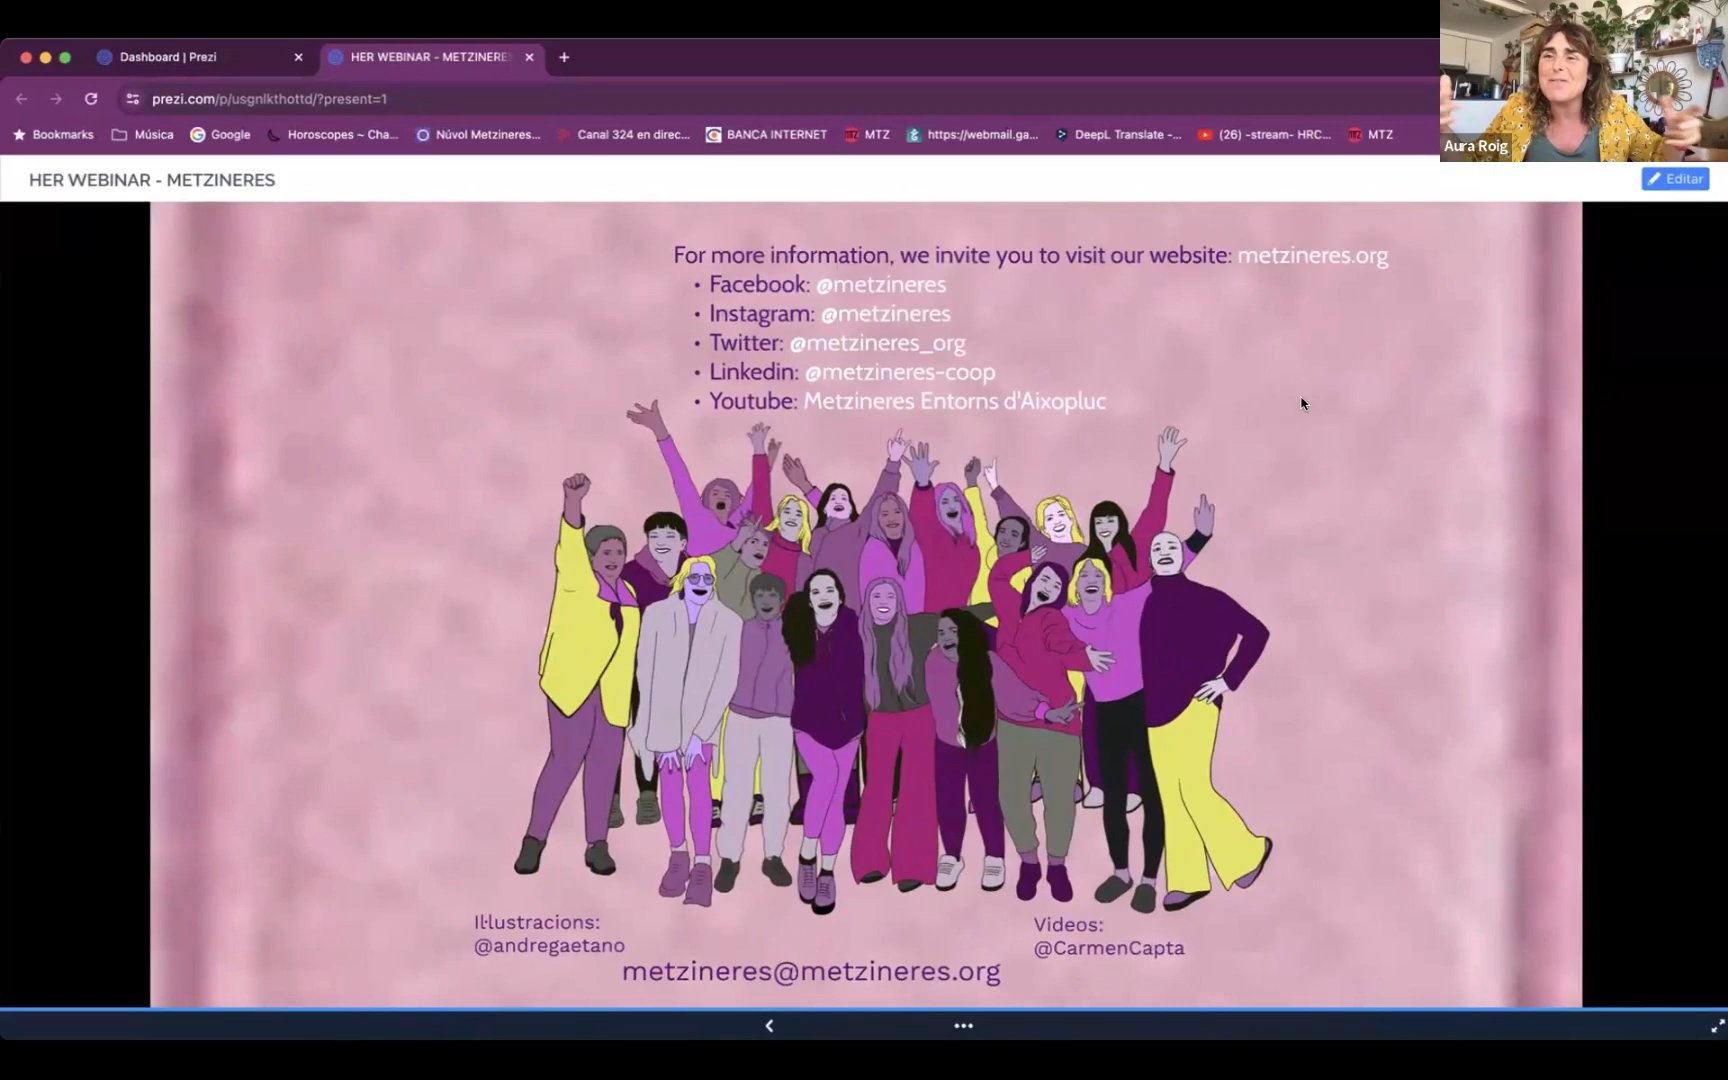 Dashboard | Prezi
HER WEBINAR - METZINERES
prezi.com/p/usgnlkthottd/?present=1
Bookmarks
Música
Google
Horoscopes ~ Cha...
Núvol Metzineres...
Canal 324 en direc...
BANCA INTERNET
MTZ
https://webmail.ga...
DeepL Translate -...
(26) -stream- HRC...
MTZ
Aura Roig
HER WEBINAR - METZINERES
Editar
For more information, we invite you to visit our website: metzineres.org
• Facebook: @metzineres
• Instagram: @metzineres
• Twitter: @metzineres_org
• Linkedin: @metzineres-coop
• Youtube: Metzineres Entorns d'Aixopluc
Il·lustracions:
@andregaetano
Videos:
@CarmenCapta
metzineres@metzineres.org